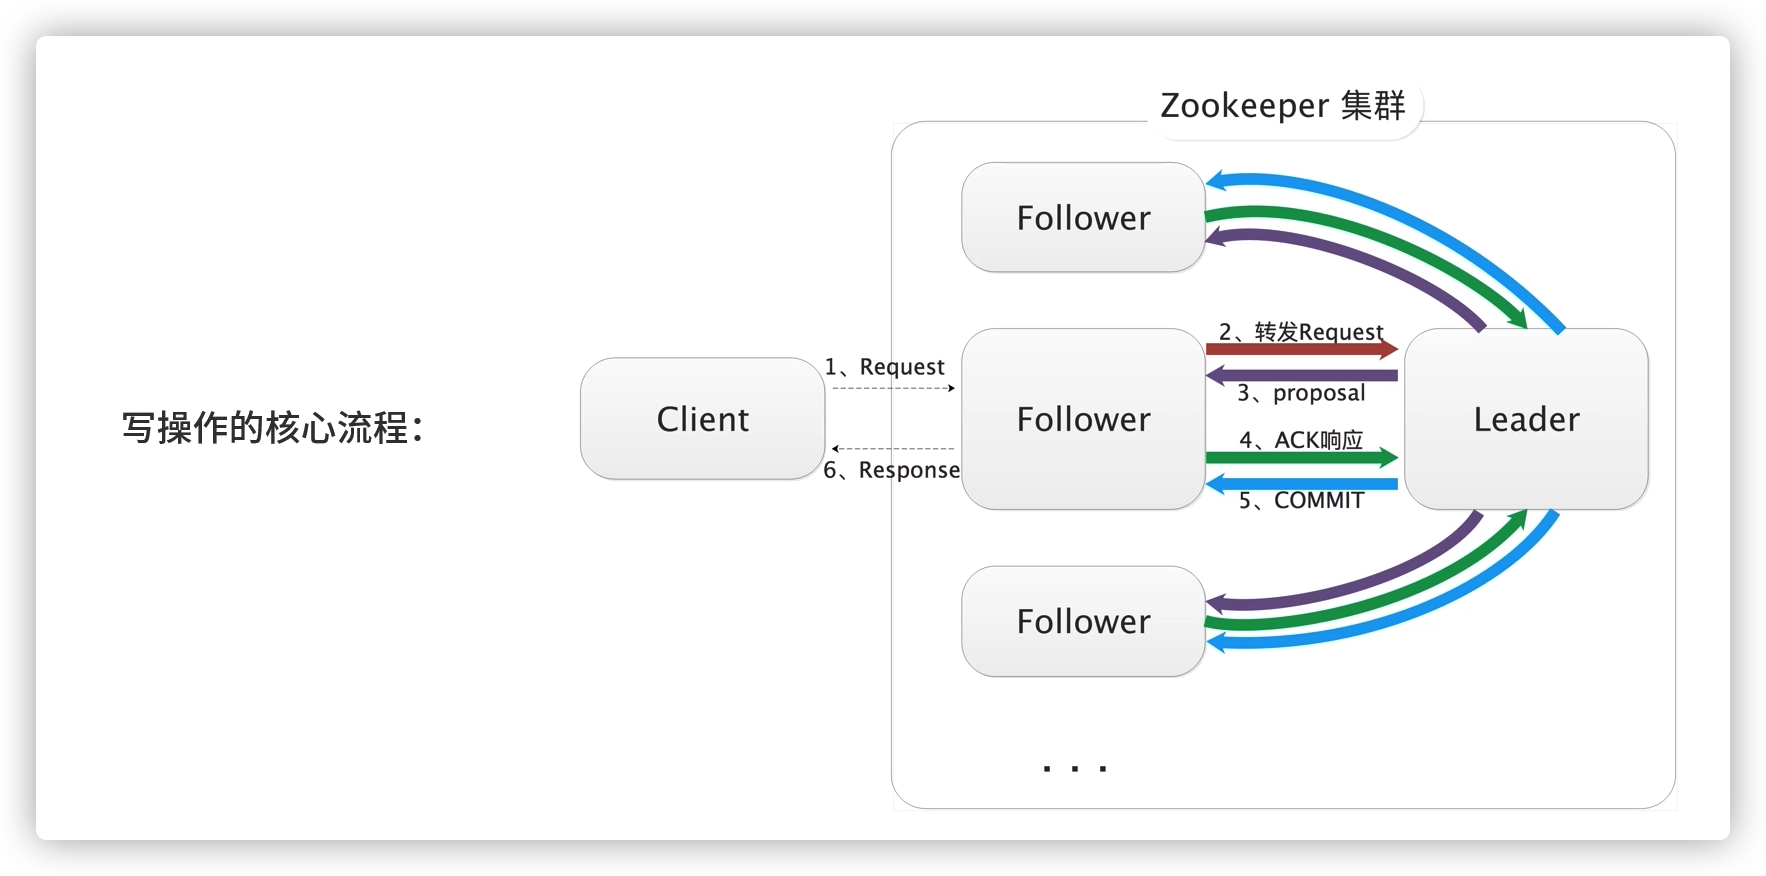 Zookeeper 集群
Follower
写操作的核心流程：
Client
1、Request
6、Response
Follower
2、转发Request
3、proposal
4、ACK响应
5、COMMIT
Leader
Follower
. . .